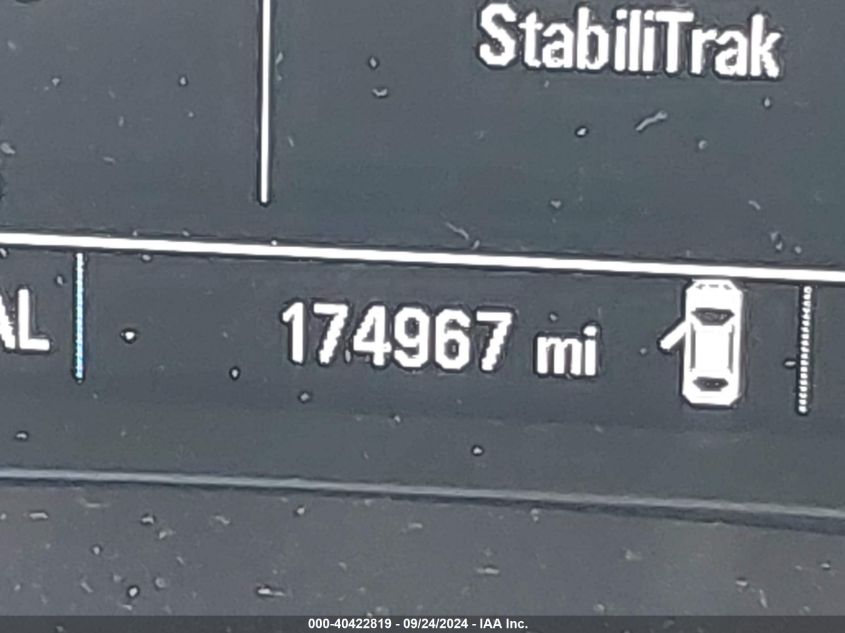 StabiliTrak
AL
174967 mi
000-40422819 - 09/24/2024 - IAA Inc.